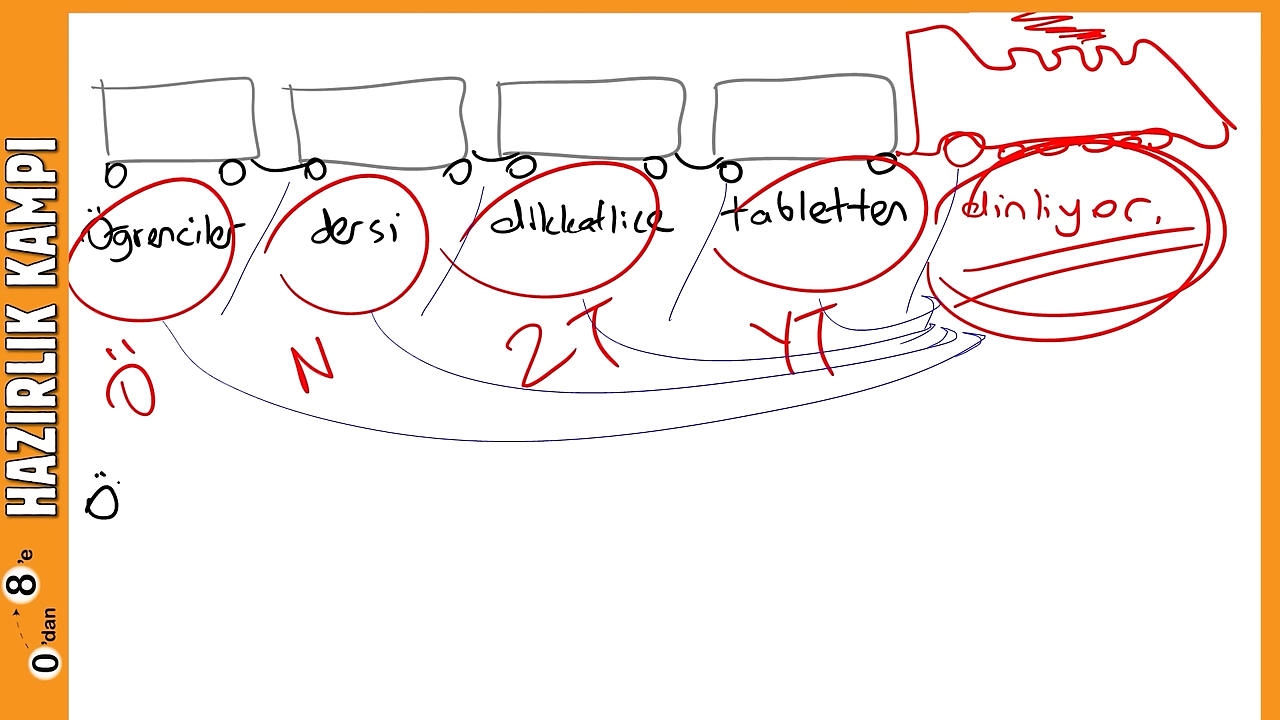 Öğrenciler dersi dikkatlice tabletten dinliyor.
Ö N ZT YT
Ö
HAZIRLIK KAMPI
0'dan 8'e